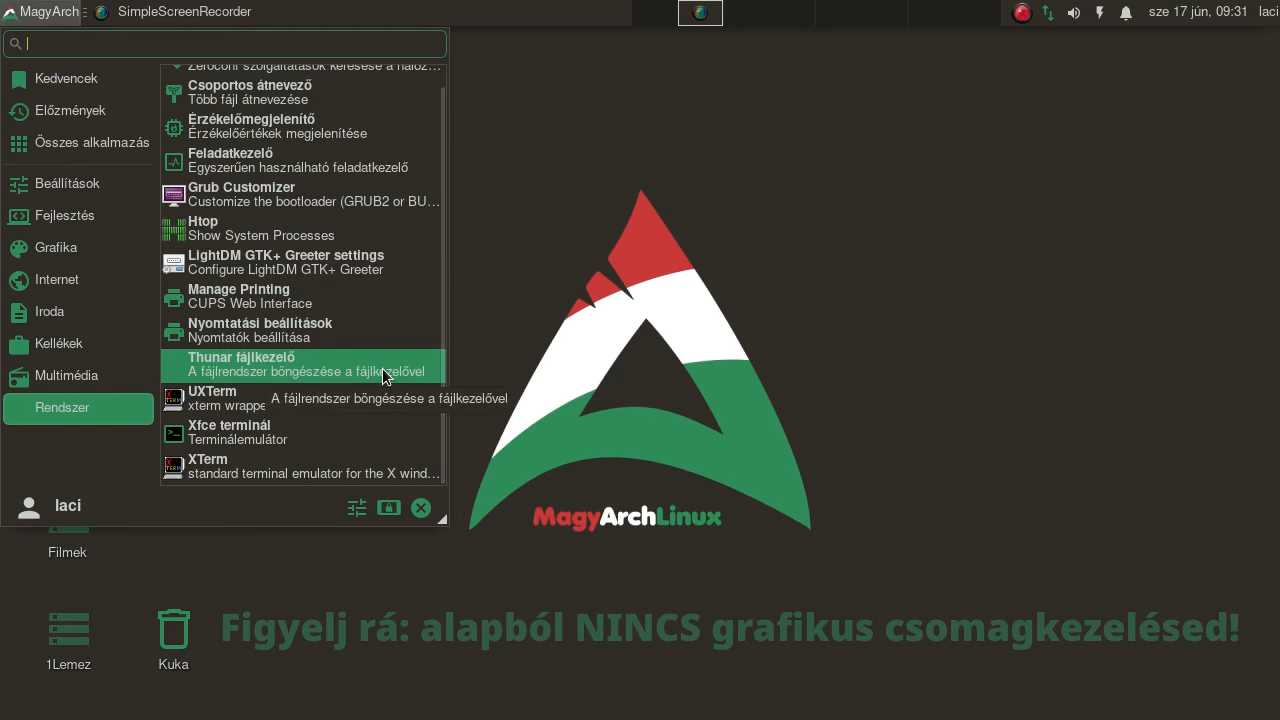 MagyArch
SimpleScreenRecorder
sze 17 jún, 09:31
laci
Kedvencek
Előzmények
Összes alkalmazás
Beállítások
Fejlesztés
Grafika
Internet
Iroda
Kellékek
Multimédia
Rendszer
Zeroconf szolgáltatások keresése a hálóz...
Csoportos átnevező
Több fájl átnevezése
Érzékelőmegjelenítő
Érzékelőértékek megjelenítése
Feladatkezelő
Egyszerűen használható feladatkezelő
Grub Customizer
Customize the bootloader (GRUB2 or BU...
Htop
Show System Processes
LightDM GTK+ Greeter settings
Configure LightDM GTK+ Greeter
Manage Printing
CUPS Web Interface
Nyomtatási beállítások
Nyomtatók beállítása
Thunar fájlkezelő
A fájlrendszer böngészése a fájlkezelővel
UXTerm
xterm wrappe
A fájlrendszer böngészése a fájlkezelővel
Xfce terminál
Terminálemulátor
XTerm
standard terminal emulator for the X wind...
laci
MagyArchLinux
Filmek
Figyelj rá: alapból NINCS grafikus csomagkezelésed!
1Lemez
Kuka